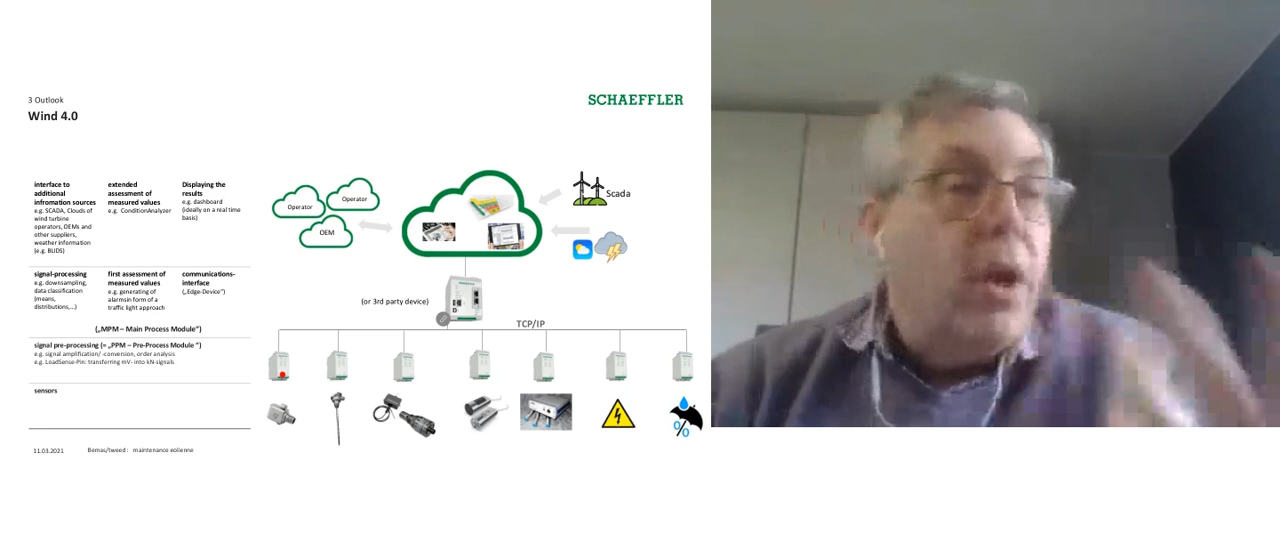 3 Outlook
SCHAEFFLER
Wind 4.0
interface to
additional
infromation sources
e.g. SCADA, Clouds of
wind turbine
operators, OEMs and
other suppliers,
weather information
(e.g. BLIDS)
extended
assessment of
measured values
e.g. ConditionAnalyzer
Displaying the
results
e.g. dashboard
(ideally on a real time
basis)
Operator
Operator
OEM
Scada
signal-processing
e.g. downsampling,
data classification
(means,
distributions,...)
first assessment of
measured values
e.g. generating of
alarmsin form of a
traffic light approach
communications-
interface
(„Edge-Device“)
(or 3rd party device)
TCP/IP
(„MPM – Main Process Module“)
signal pre-processing (= „PPM – Pre-Process Module “)
e.g. signal amplification/ -conversion, order analysis
e.g. LoadSense-Pin: transferring mV- into kN-signals
sensors
%
11.03.2021
Bemas/tweed : maintenance eolienne